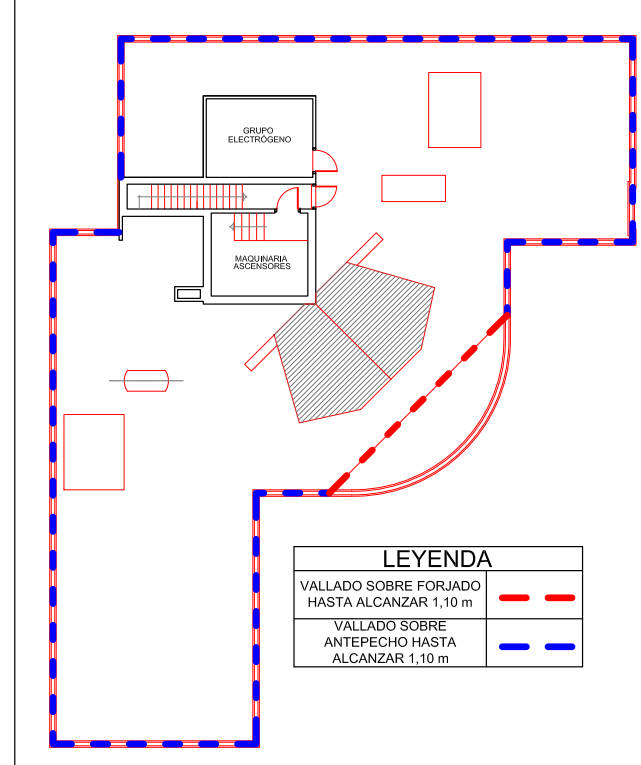 GRUPO
ELECTRÓGENO
MAQUINARIA
ASCENSORES
LEYENDA
VALLADO SOBRE FORJADO
HASTA ALCANZAR 1,10 m
VALLADO SOBRE
ANTEPECHO HASTA
ALCANZAR 1,10 m